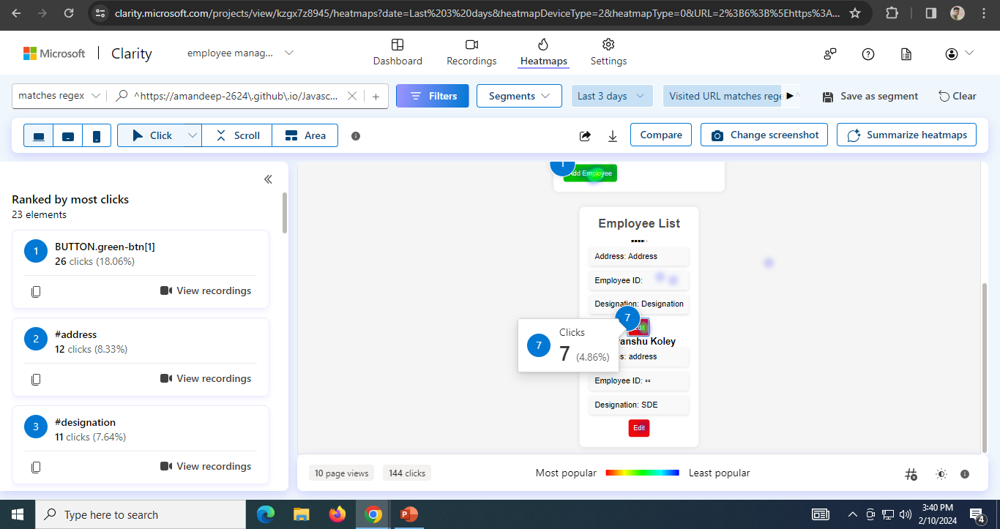 clarity.microsoft.com/projects/view/kzgx7z8945/heatmaps?date=Last%203%20days&heatmapDeviceType=2&heatmapType=0&URL=2%3B6%3B%5Ehttps%3A...
Microsoft Clarity employee manag...
Dashboard Recordings Heatmaps Settings
matches regex ^https://amandeep-2624\.github\.io/Javasc... Filters Segments Last 3 days Visited URL matches rege Save as segment Clear
Click Scroll Area Compare Change screenshot Summarize heatmaps
Ranked by most clicks
23 elements
1 BUTTON.green-btn[1]
26 clicks (18.06%)
View recordings
2 #address
12 clicks (8.33%)
View recordings
3 #designation
11 clicks (7.64%)
View recordings
1
Add Employee
Employee List
Address: Address
Employee ID:
Designation: Designation
7
Edit
anshu Koley
7 Clicks
7 (4.86%)
s: address
Employee ID:
Designation: SDE
Edit
10 page views 144 clicks Most popular Least popular
Type here to search
3:40 PM
2/10/2024
4